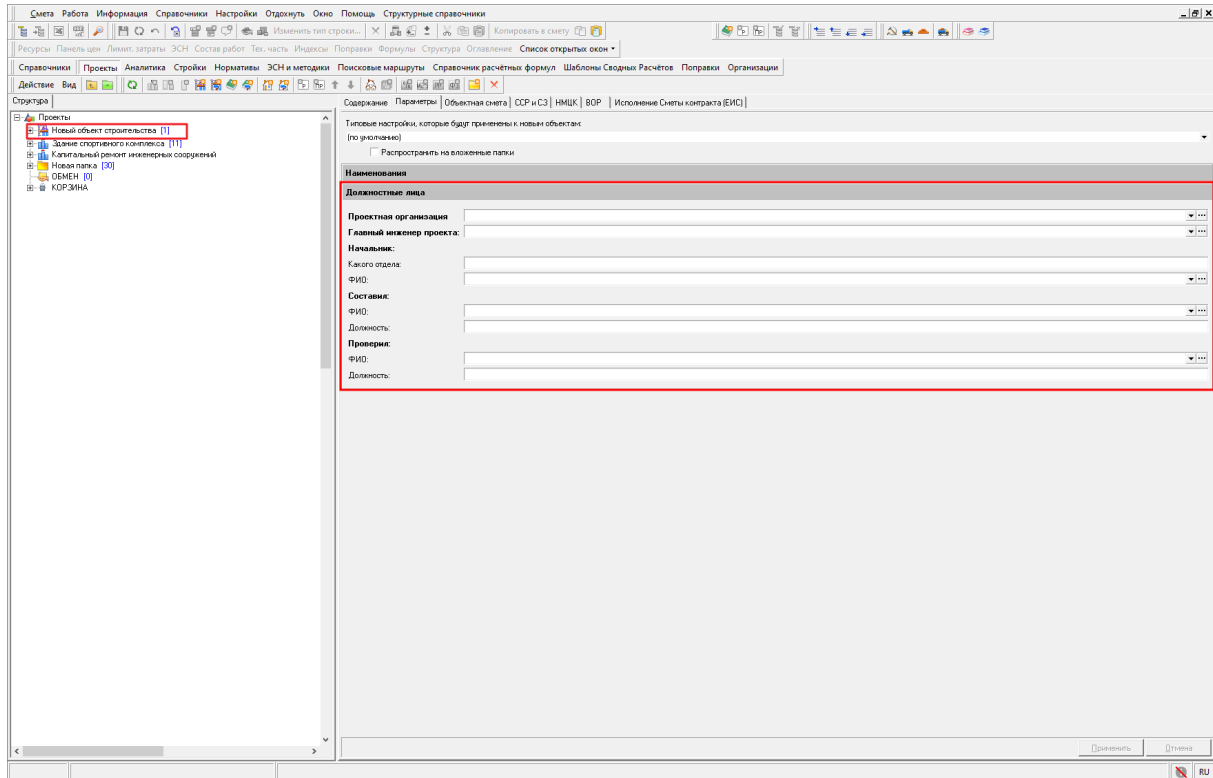 Смета Работа Информация Справочники Настройки Отдохнуть Окно Помощь Структурные справочники
Изменить тип строки... Копировать в смету
Ресурсы Панель цен Лимит. затраты ЭСН Состав работ Тех. часть Индексы Поправки Формулы Структура Оглавление Список открытых окон
Справочники Проекты Аналитика Стройки Нормативы ЭСН и методики Поисковые маршруты Справочник расчётных формул Шаблоны Сводных Расчётов Поправки Организации
Действие Вид
Структура
Проекты
Новый объект строительства [1]
Здание спортивного комплекса [11]
Капитальный ремонт инженерных сооружений
Новая папка [30]
ОБМЕН [0]
КОРЗИНА
Содержание Параметры Объектная смета ССР и СЗ НМЦК ВОР Исполнение Сметы контракта (ЕИС)
Типовые настройки, которые будут применены к новым объектам:
(по умолчанию)
Распространить на вложенные папки
Наименования
Должностные лица
Проектная организация
Главный инженер проекта:
Начальник:
Какого отдела:
ФИО:
Составил:
ФИО:
Должность:
Проверил:
ФИО:
Должность:
Применить Отмена
RU